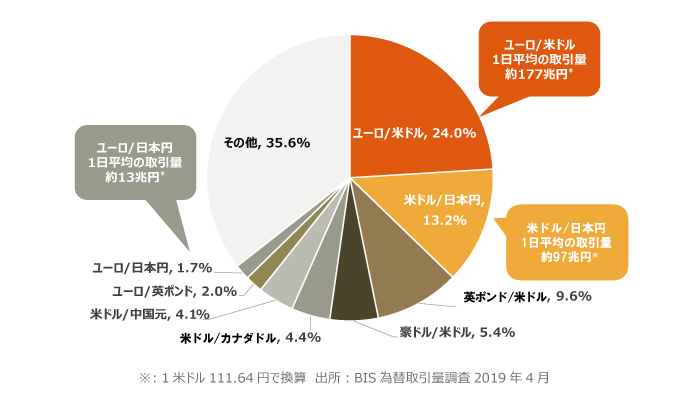 ユーロ/米ドル
1日平均の取引量
約177兆円*
ユーロ/米ドル, 24.0%
その他, 35.6%
ユーロ/日本円
1日平均の取引量
約13兆円*
米ドル/日本円,
13.2%
米ドル/日本円
1日平均の取引量
約97兆円※
ユーロ/日本円, 1.7%
ユーロ/英ポンド, 2.0%
米ドル/中国元, 4.1%
米ドル/カナダドル, 4.4%
豪ドル/米ドル, 5.4%
英ポンド/米ドル, 9.6%
※: 1 米ドル 111.64 円で換算 出所:BIS 為替取引量調査 2019 年 4 月